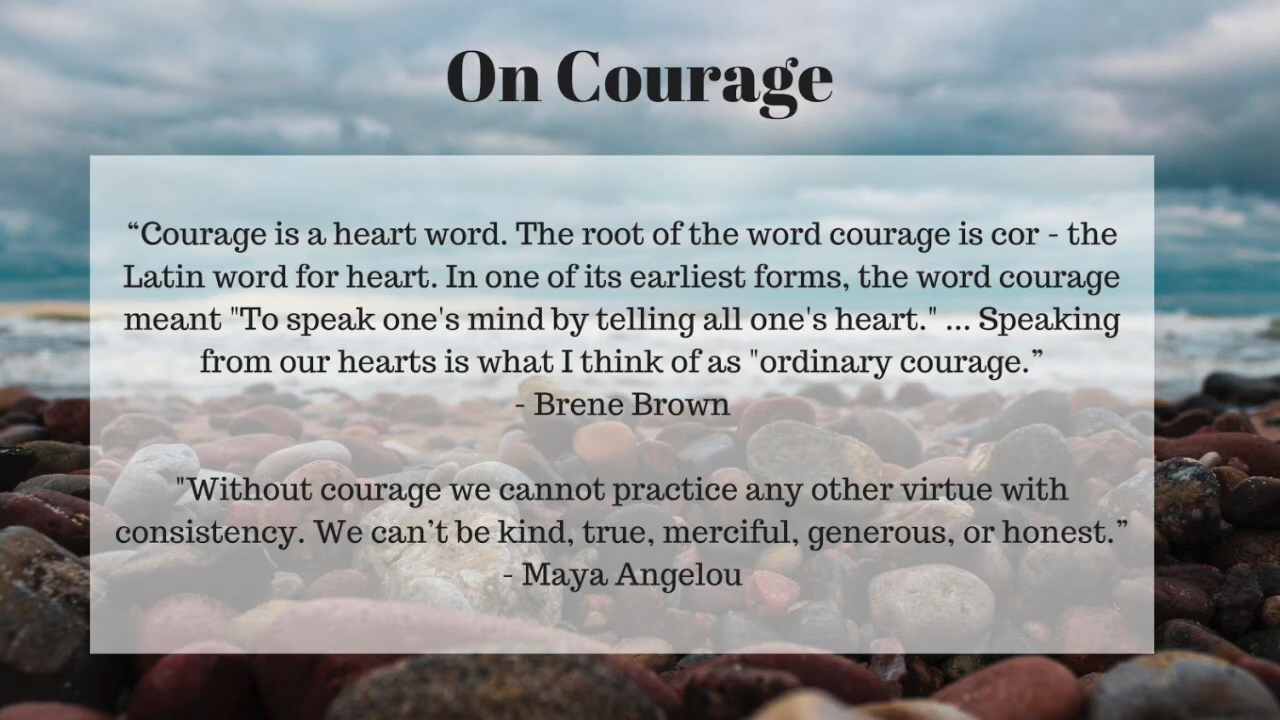 On Courage
“Courage is a heart word. The root of the word courage is cor - the
Latin word for heart. In one of its earliest forms, the word courage
meant "To speak one's mind by telling all one's heart." ... Speaking
from our hearts is what I think of as "ordinary courage.”
- Brene Brown
"Without courage we cannot practice any other virtue with
consistency. We can’t be kind, true, merciful, generous, or honest.”
- Maya Angelou